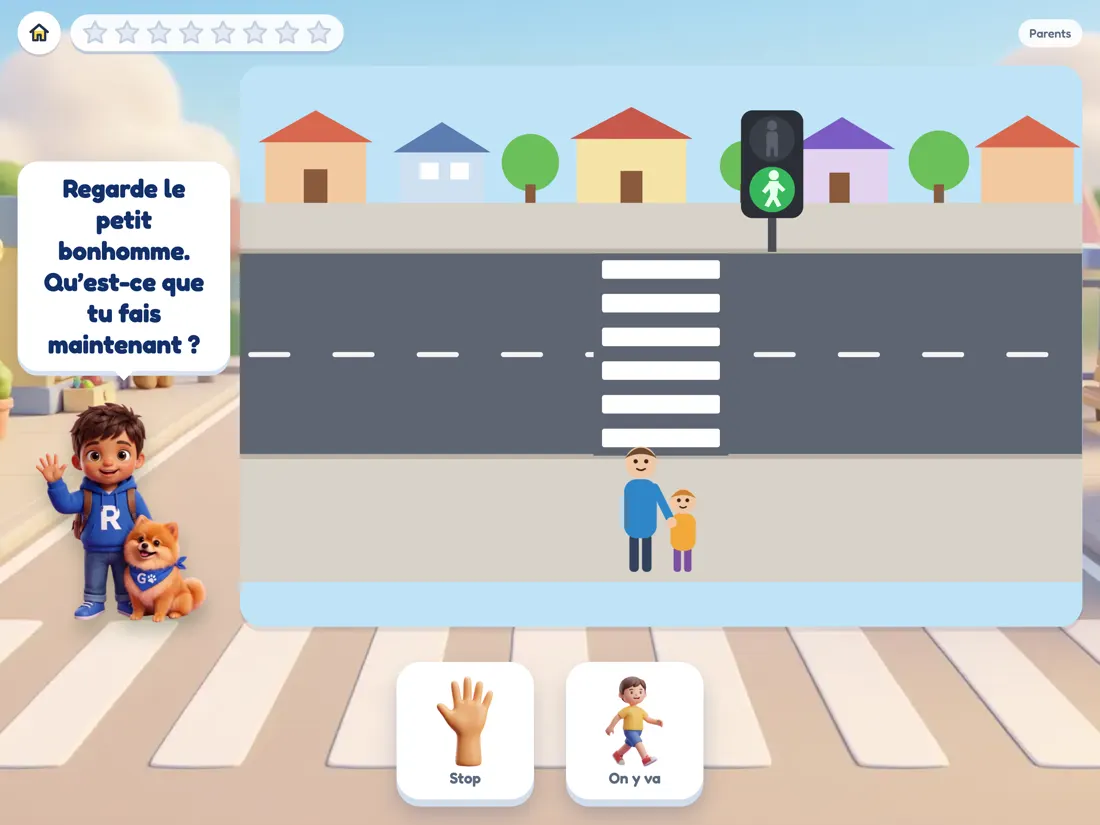 Parents
Regarde le
petit
bonhomme.
Qu’est-ce que
tu fais
maintenant ?
R
G
Stop
On y va